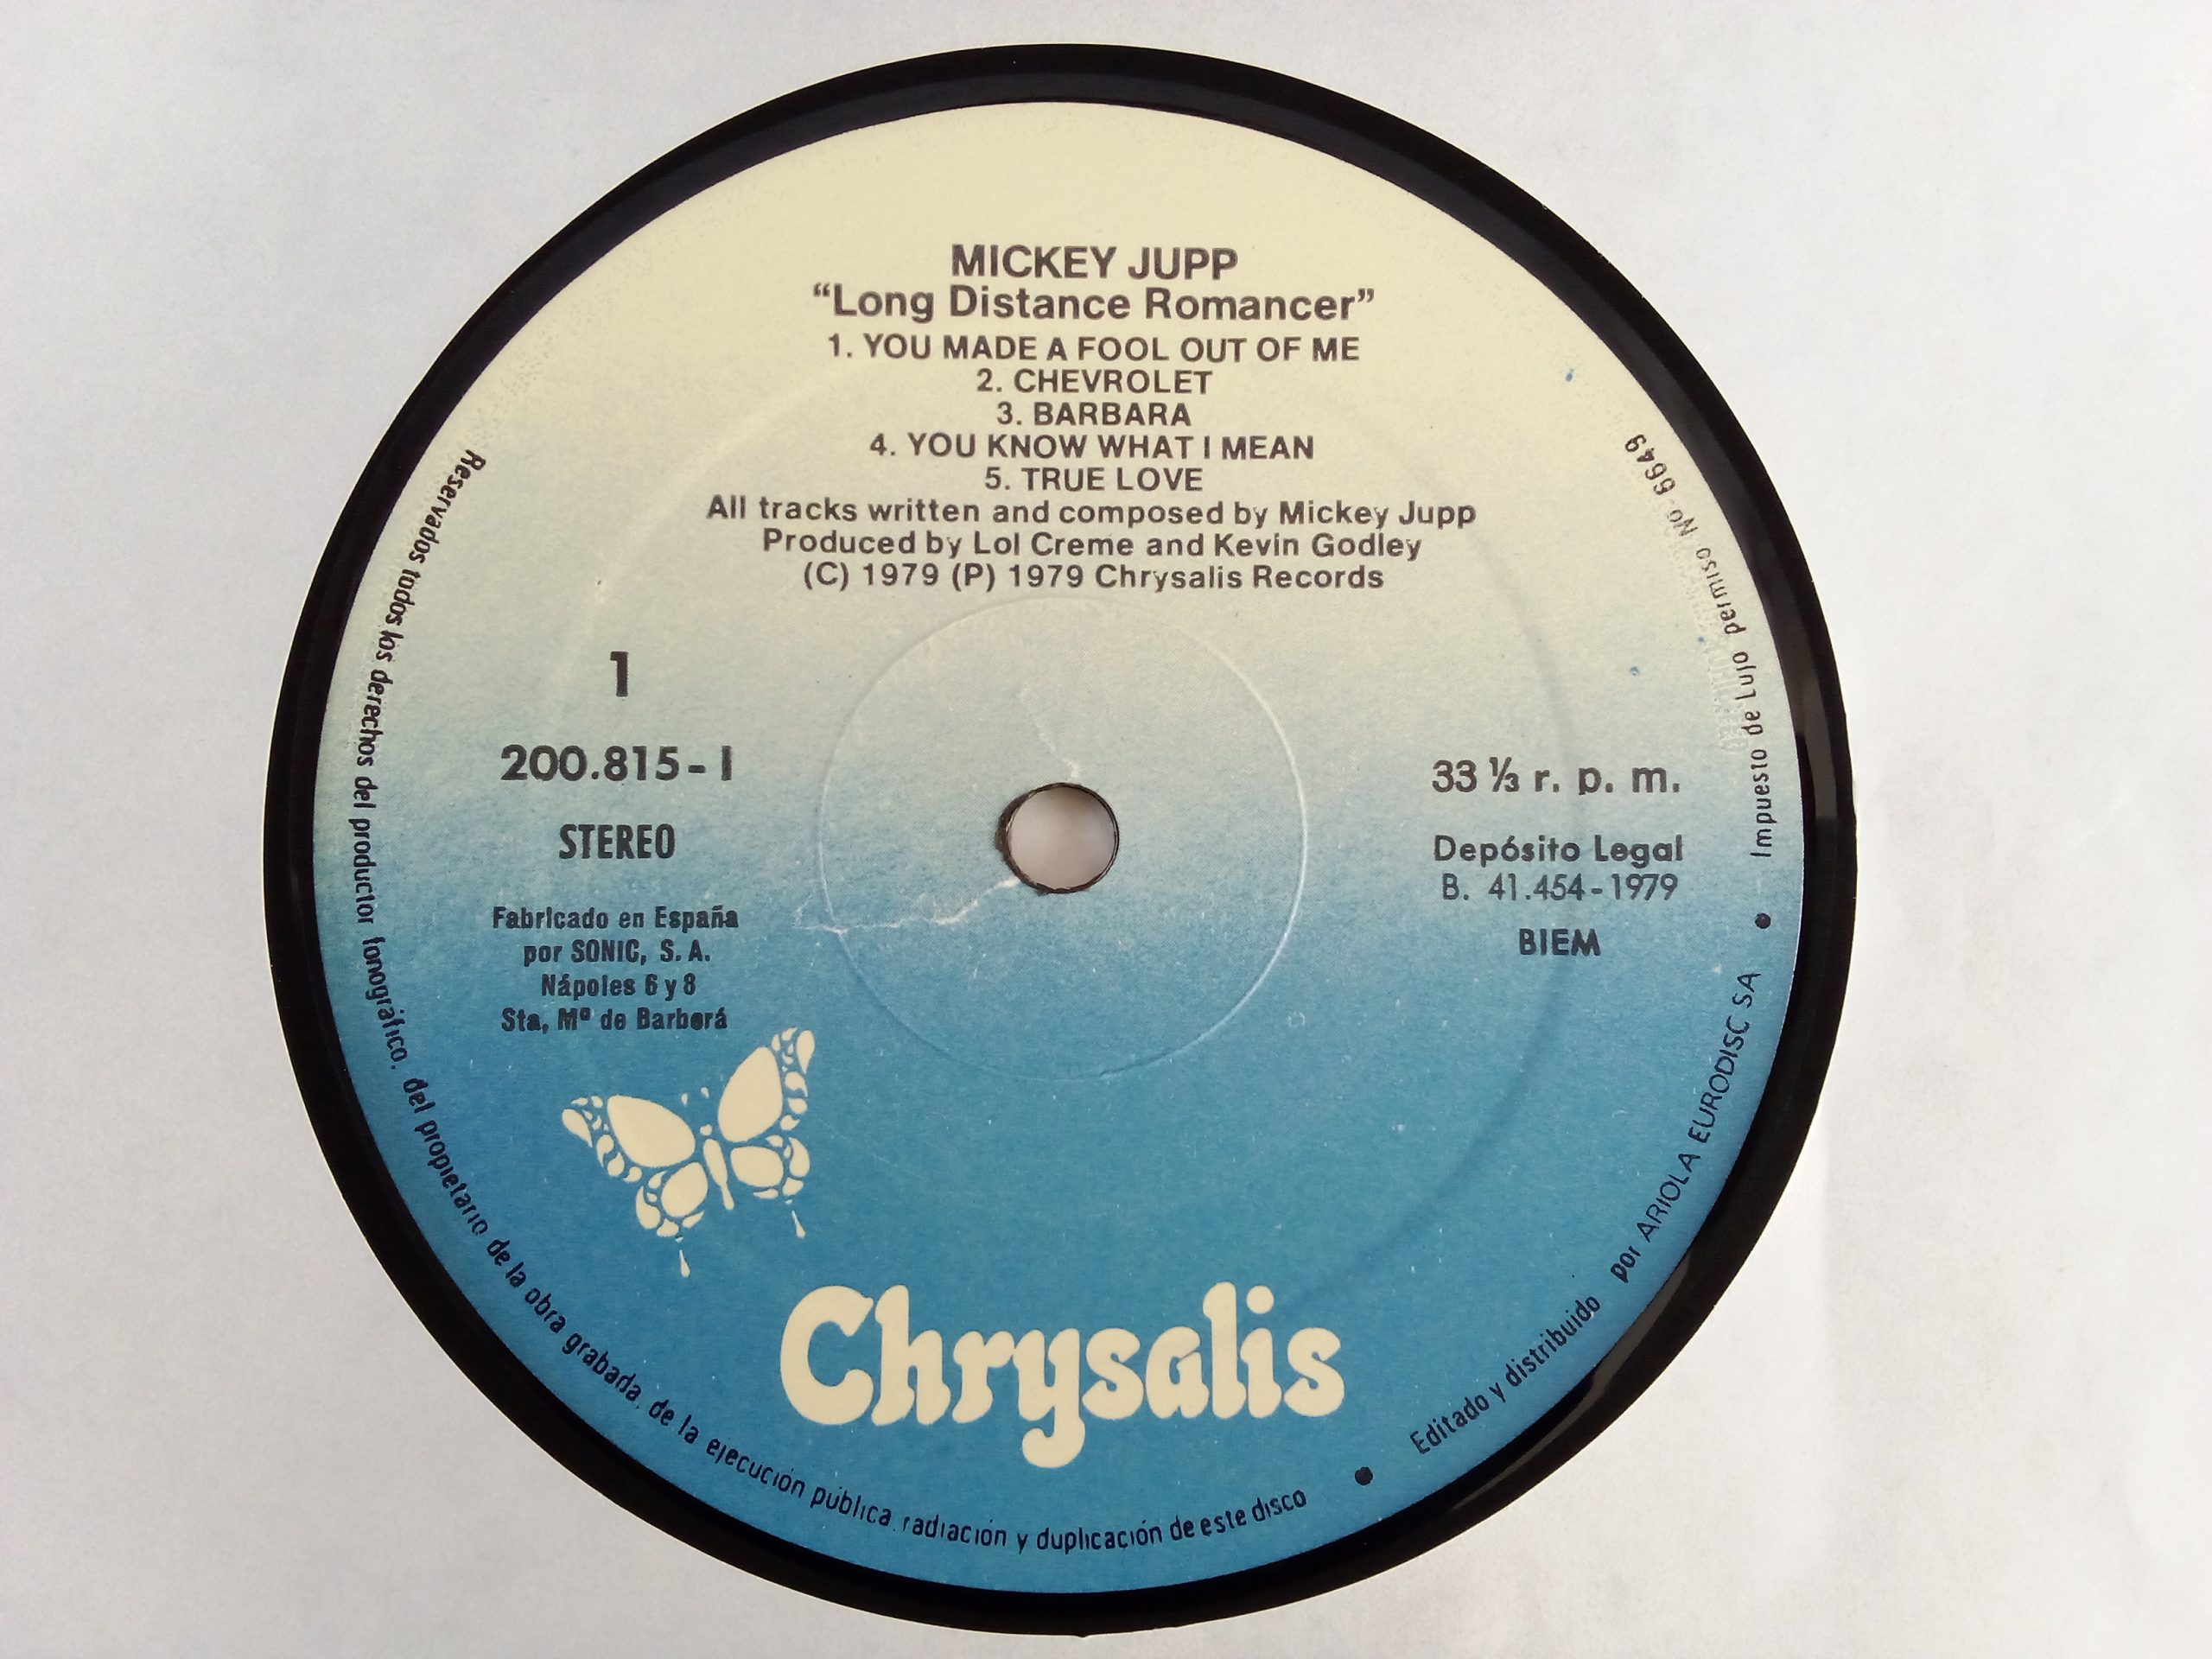 MICKEY JUPP
“Long Distance Romancer”
1. YOU MADE A FOOL OUT OF ME
2. CHEVROLET
3. BARBARA
4. YOU KNOW WHAT I MEAN
5. TRUE LOVE
All tracks written and composed by Mickey Jupp
Produced by Lol Creme and Kevin Godley
(C) 1979 (P) 1979 Chrysalis Records
1
200.815-1
STEREO
Fabricado en España
por SONIC, S. A.
Nápoles 6 y 8
Sta, Mª de Barberá
33 ⅓ r. p. m.
Depósito Legal
B. 41.454-1979
BIEM
Chrysalis
Reservados todos los derechos del productor fonográfico, del propietario de la obra grabada, de la ejecución pública, radiación y duplicación de este disco • Editado y distribuido por ARIOLA EURODISC SA • Impuesto de Lujo permiso No 6649